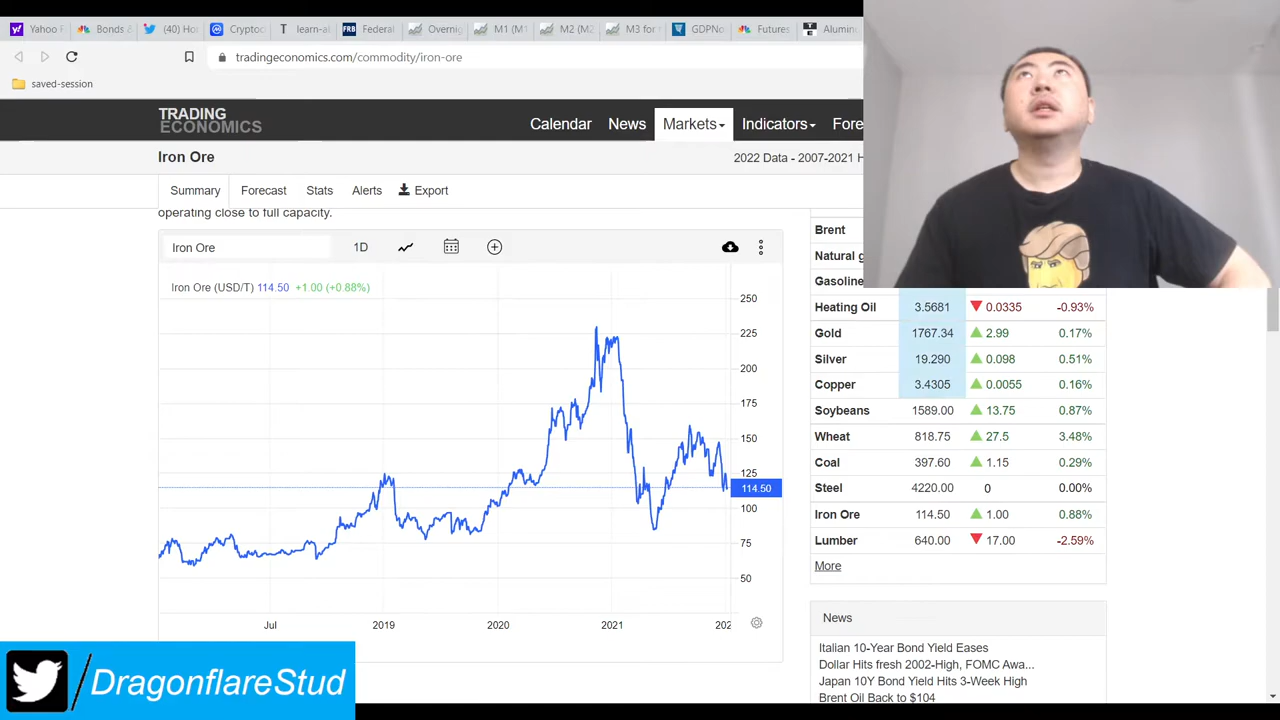 Yahoo F
Bonds &
(40) Ho
Cryptoc
learn-al
Federal
Overnig
M1 (M1
M2 (M2
M3 for
GDPNo
Futures
Alumin
tradingeconomics.com/commodity/iron-ore
saved-session
TRADING
ECONOMICS
Calendar News Markets Indicators Fore
Iron Ore
2022 Data - 2007-2021 H
Summary Forecast Stats Alerts Export
operating close to full capacity.
Iron Ore 1D
Iron Ore (USD/T) 114.50 +1.00 (+0.88%)
250
225
200
175
150
125
114.50
100
75
50
Jul 2019 2020 2021 202
Brent
Natural g
Gasoline
Heating Oil 3.5681 0.0335 -0.93%
Gold 1767.34 2.99 0.17%
Silver 19.290 0.098 0.51%
Copper 3.4305 0.0055 0.16%
Soybeans 1589.00 13.75 0.87%
Wheat 818.75 27.5 3.48%
Coal 397.60 1.15 0.29%
Steel 4220.00 0 0.00%
Iron Ore 114.50 1.00 0.88%
Lumber 640.00 17.00 -2.59%
More
News
Italian 10-Year Bond Yield Eases
Dollar Hits fresh 2002-High, FOMC Awa...
Japan 10Y Bond Yield Hits 3-Week High
Brent Oil Back to $104
/DragonflareStud